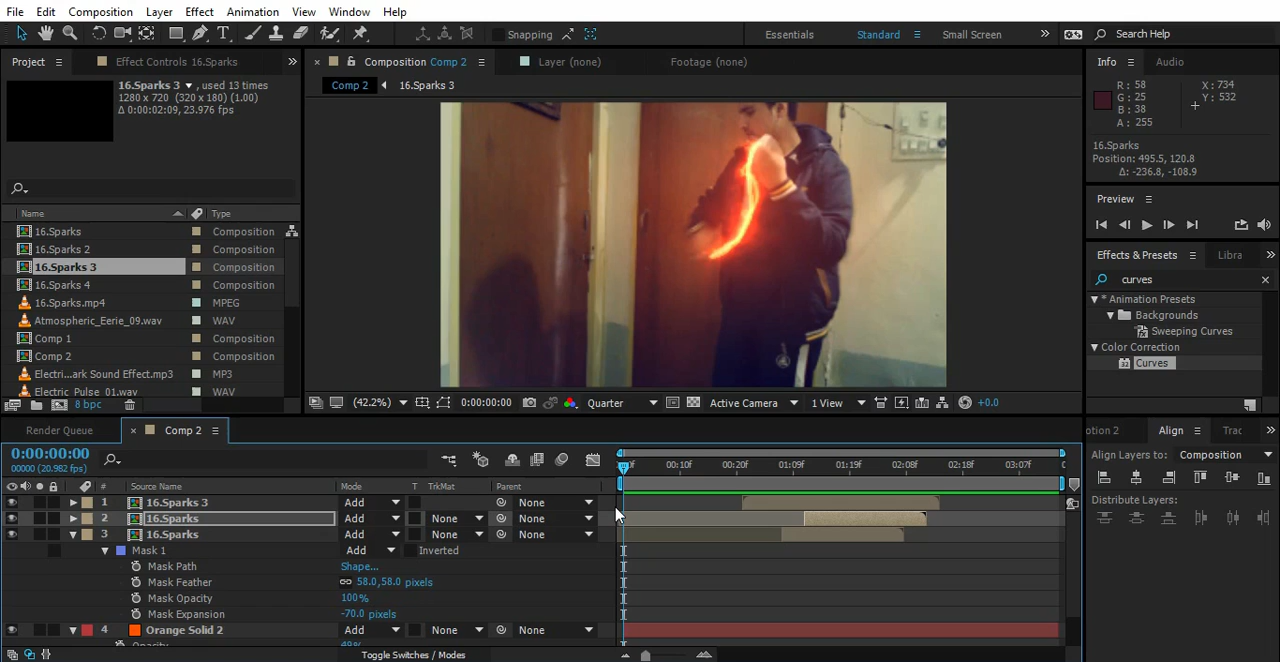 File Edit Composition Layer Effect Animation View Window Help
Snapping Essentials Standard Small Screen Search Help
Project Effect Controls 16.Sparks
16.Sparks 3 , used 13 times
1280 x 720 (320 x 180) (1.00)
Δ 0:00:02:09, 23.976 fps
Name Type
16.Sparks Composition
16.Sparks 2 Composition
16.Sparks 3 Composition
16.Sparks 4 Composition
16.Sparks.mp4 MPEG
Atmospheric_Eerie_09.wav WAV
Comp 1 Composition
Comp 2 Composition
Electri...ark Sound Effect.mp3 MP3
Electric_Pulse_01.wav WAV
8 bpc
Composition Comp 2 Layer (none) Footage (none)
Comp 2 16.Sparks 3
(42.2%) 0:00:00:00 Quarter Active Camera 1 View +0.0
Info Audio
R: 58 X: 734
G: 25 Y: 532
B: 38
A: 255
16.Sparks
Position: 495.5, 120.8
Δ: -236.8, -108.9
Preview
Effects & Presets Libra
curves
* Animation Presets
Backgrounds
Sweeping Curves
Color Correction
32 Curves
Render Queue Comp 2
0:00:00:00
00000 (20.982 fps)
00:10f 00:20f 01:09f 01:19f 02:08f 02:18f 03:07f
# Source Name Mode T TrkMat Parent
1 16.Sparks 3 Add None
2 16.Sparks Add None None
3 16.Sparks Add None None
Mask 1 Add Inverted
Mask Path Shape...
Mask Feather 58.0,58.0 pixels
Mask Opacity 100%
Mask Expansion -70.0 pixels
4 Orange Solid 2 Add None None
Opacity 49%
Toggle Switches / Modes
otion 2 Align Trac
Align Layers to: Composition
Distribute Layers: